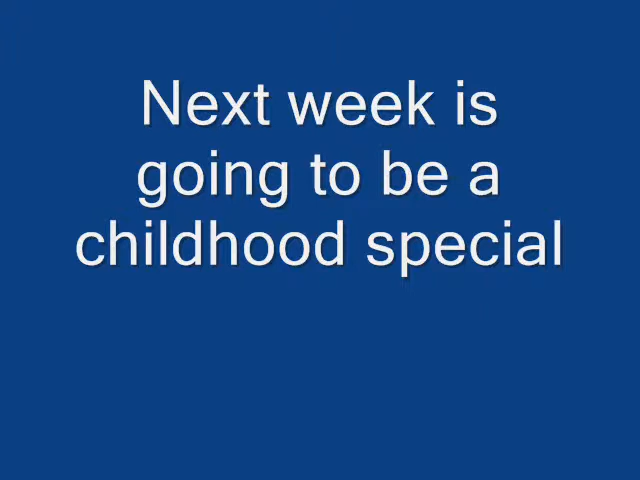 Next week is
going to be a
childhood special